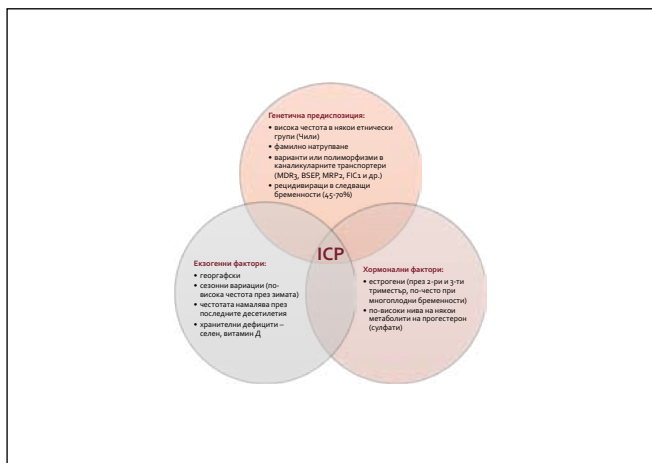 Генетична предиспозиция:
• висока честота в някои етнически
групи (Чили)
• фамилно натрупване
• варианти или полиморфизми в
каналикуларните транспортери
(MDR3, BSEP, MRP2, FIC1 и др.)
• рецидивиращи в следващи
бременности (45-70%)
ICP
Екзогенни фактори:
• георгафски
• сезонни вариации (по-
висока честота през зимата)
• честотата намалява през
последните десетилетия
• хранителни дефицити –
селен, витамин Д
Хормонални фактори:
• естрогени (през 2-ри и 3-ти
триместър, по-често при
многоплодни бременности)
• по-високи нива на някои
метаболити на прогестерон
(сулфати)